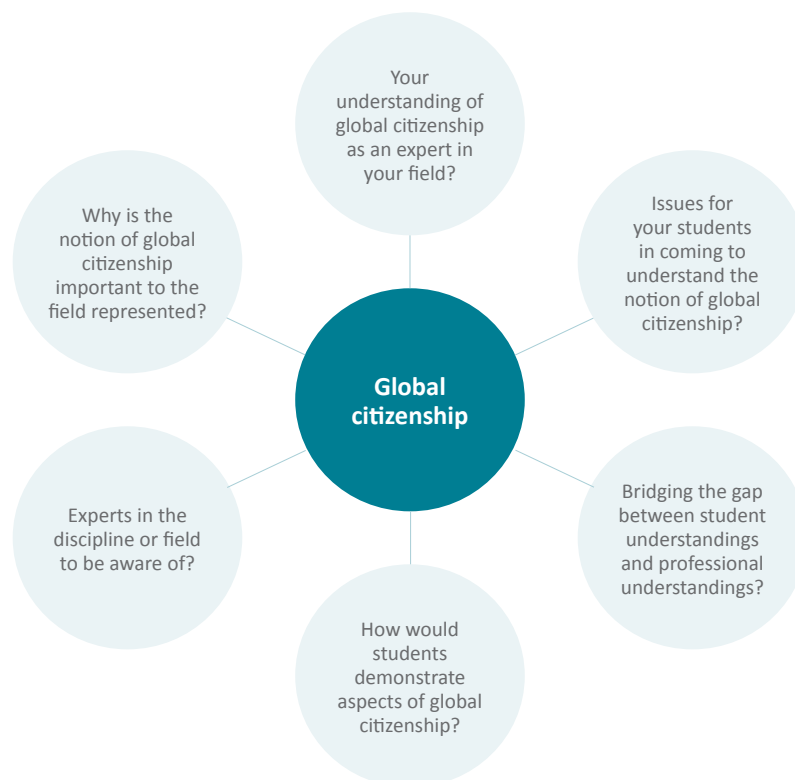 Your
understanding of
global citizenship
as an expert in
your field?
Issues for
your students
in coming to
understand the
notion of global
citizenship?
Bridging the gap
between student
understandings
and professional
understandings?
How would
students
demonstrate
aspects of global
citizenship?
Experts in the
discipline or field
to be aware of?
Why is the
notion of global
citizenship
important to the
field represented?
Global
citizenship